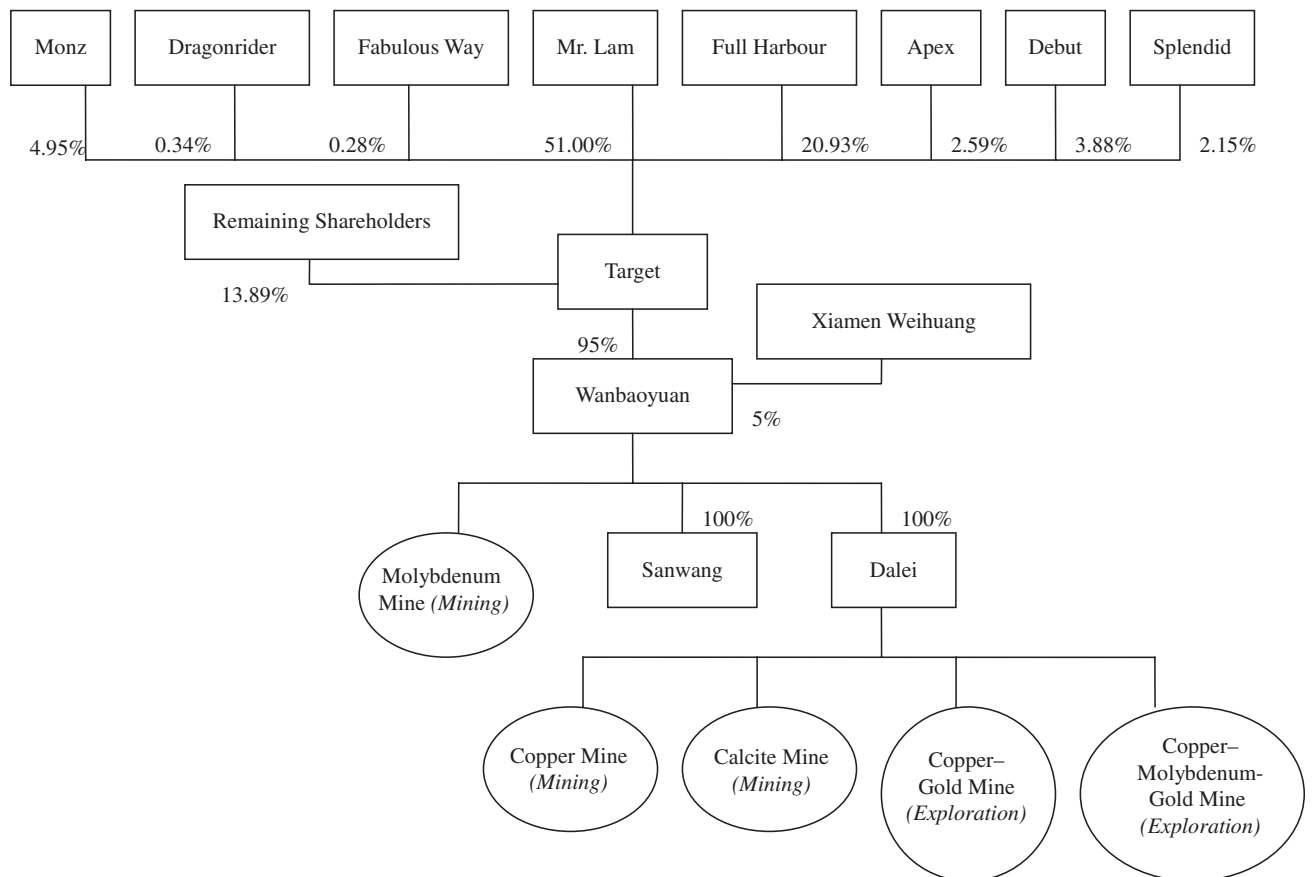 Monz
Dragonrider
Fabulous Way
Mr. Lam
Full Harbour
Apex
Debut
Splendid
4.95%
0.34%
0.28%
51.00%
20.93%
2.59%
3.88%
2.15%
Remaining Shareholders
Target
13.89%
Xiamen Weihuang
95%
Wanbaoyuan
5%
100%
100%
Molybdenum
Mine (Mining)
Sanwang
Dalei
Copper Mine
(Mining)
Calcite Mine
(Mining)
Copper–
Gold Mine
(Exploration)
Copper–
Molybdenum-
Gold Mine
(Exploration)